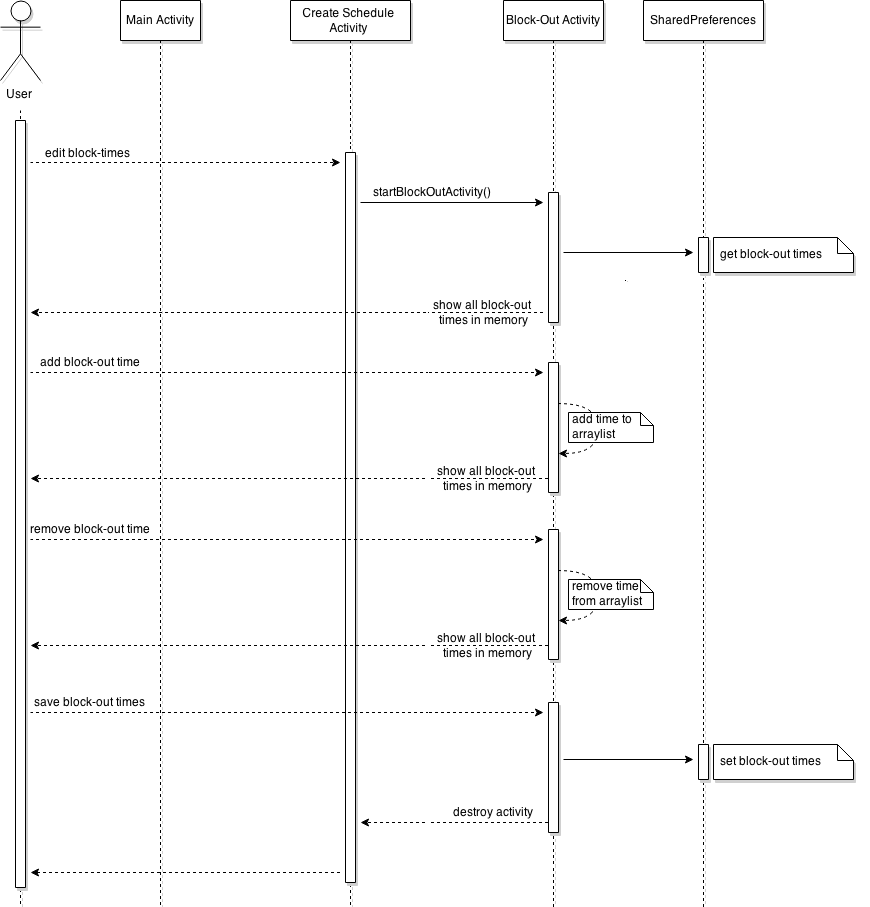 Main Activity
Create Schedule
Activity
Block-Out Activity
SharedPreferences
User
edit block-times
startBlockOutActivity()
get block-out times
show all block-out
times in memory
add block-out time
add time to
arraylist
show all block-out
times in memory
remove block-out time
remove time
from arraylist
show all block-out
times in memory
save block-out times
set block-out times
destroy activity